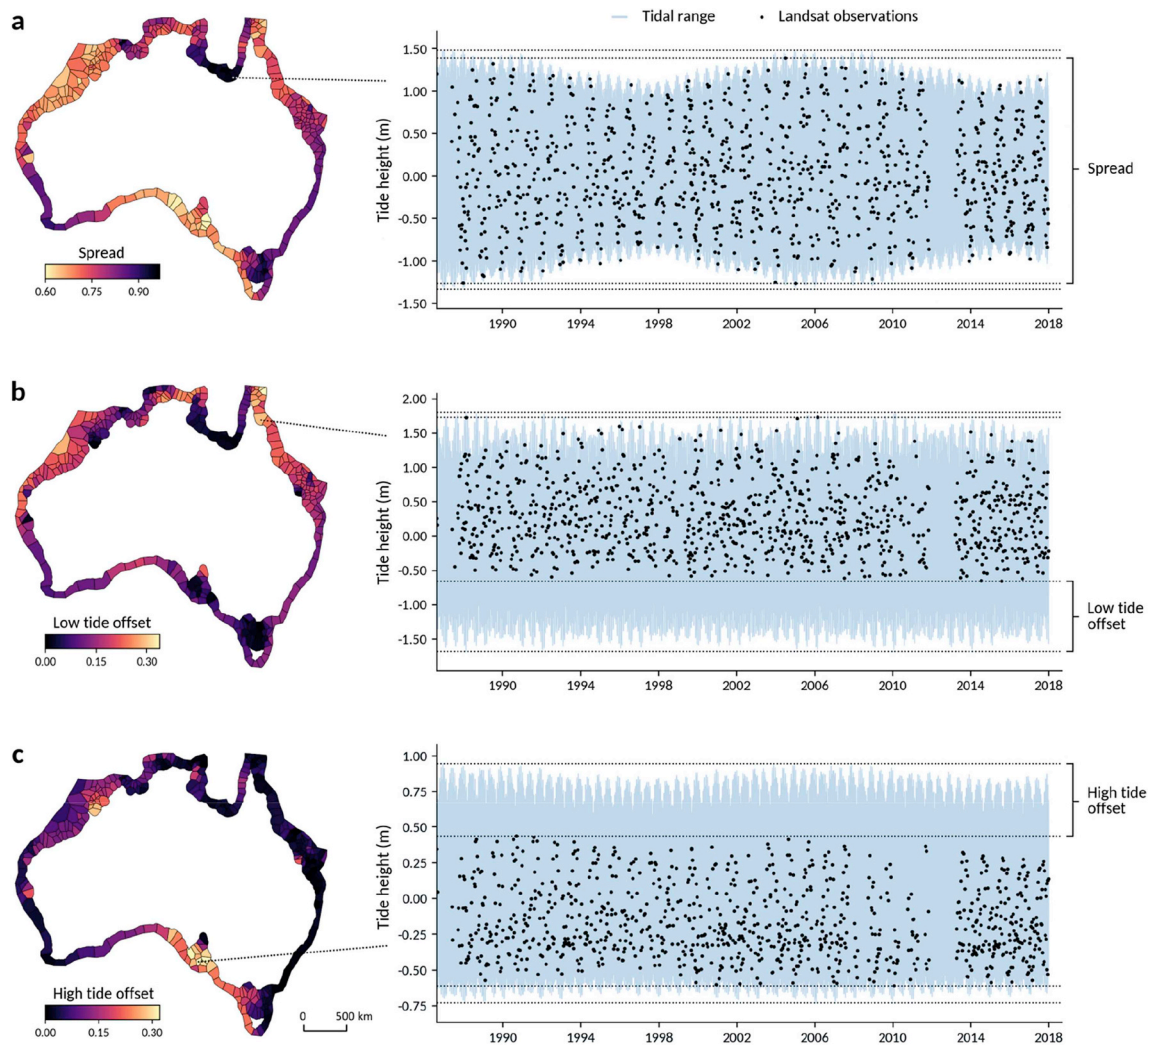 a
Tidal range
Landsat observations
Tide height (m)
1.50
1.00
0.50
0.00
-0.50
-1.00
-1.50
Spread
Spread
0.60 0.75 0.90
1990 1994 1998 2002 2006 2010 2014 2018
b
Tide height (m)
2.00
1.50
1.00
0.50
0.00
-0.50
-1.00
-1.50
Low tide
offset
Low tide offset
0.00 0.15 0.30
1990 1994 1998 2002 2006 2010 2014 2018
c
Tide height (m)
1.00
0.75
0.50
0.25
0.00
-0.25
-0.50
-0.75
High tide
offset
High tide offset
0.00 0.15 0.30
0 500 km
1990 1994 1998 2002 2006 2010 2014 2018